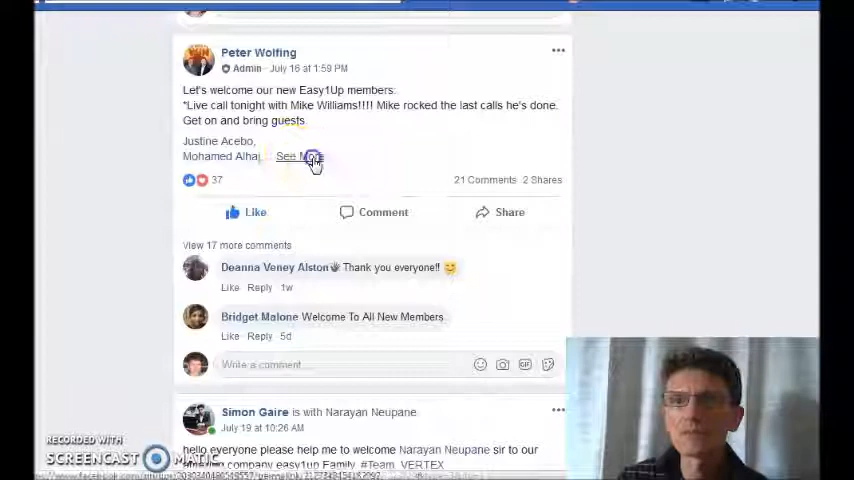 WIN
Peter Wolfing
Admin · July 16 at 1:59 PM
Let's welcome our new Easy1Up members:
*Live call tonight with Mike Williams!!!! Mike rocked the last calls he's done.
Get on and bring guests.
Justine Acebo,
Mohamed Alhaj... See More
37
21 Comments 2 Shares
Like Comment Share
View 17 more comments
Deanna Veney Alston Thank you everyone!! 😊
Like Reply 1w
Bridget Malone Welcome To All New Members
Like Reply 5d
Write a comment...
GIF
Simon Gaire is with Narayan Neupane.
July 19 at 10:26 AM
hello everyone please help me to welcome Narayan Neupane sir to our
amazing company easy1up Family. #Team_VERTEX
RECORDED WITH
SCREENCAST MATIC